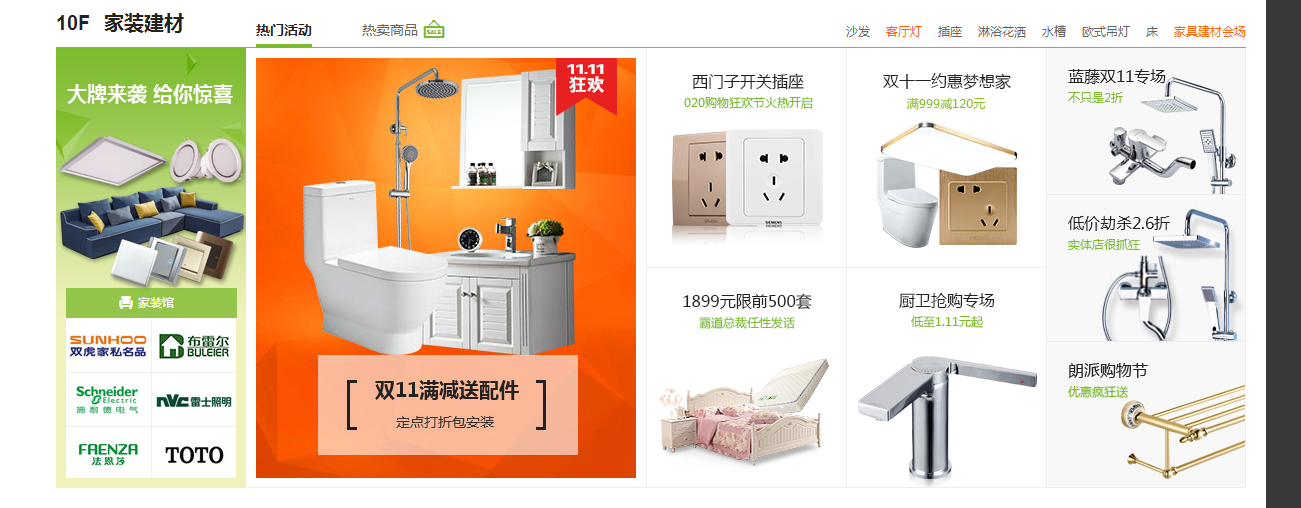 10F 家装建材
热门活动
热卖商品
SALE
沙发 客厅灯 插座 淋浴花洒 水槽 欧式吊灯 床 家具建材会场
大牌来袭 给你惊喜
家装馆
SUNHOO
双虎家私名品
布雷尔
BULEIER
Schneider
Electric
施耐德电气
NVC 雷士照明
FAENZA
法恩莎
TOTO
11.11
狂欢
双11满减送配件
定点打折包安装
西门子开关插座
020购物狂欢节火热开启
SIEMENS
双十一约惠梦想家
满999减120元
1899元限前500套
霸道总裁任性发话
厨卫抢购专场
低至1.11元起
蓝藤双11专场
不只是2折
低价劫杀2.6折
实体店很抓狂
朗派购物节
优惠疯狂送